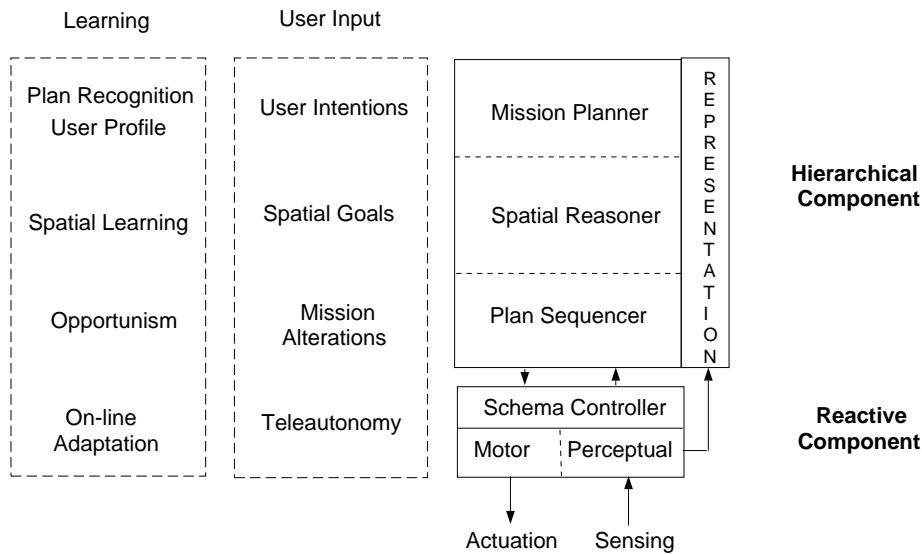 Learning
User Input
Plan Recognition
User Profile
Spatial Learning
Opportunism
On-line
Adaptation
User Intentions
Spatial Goals
Mission
Alterations
Teleautonomy
Mission Planner
Spatial Reasoner
Plan Sequencer
REPRESENTATION
Schema Controller
Motor
Perceptual
Actuation
Sensing
Hierarchical
Component
Reactive
Component